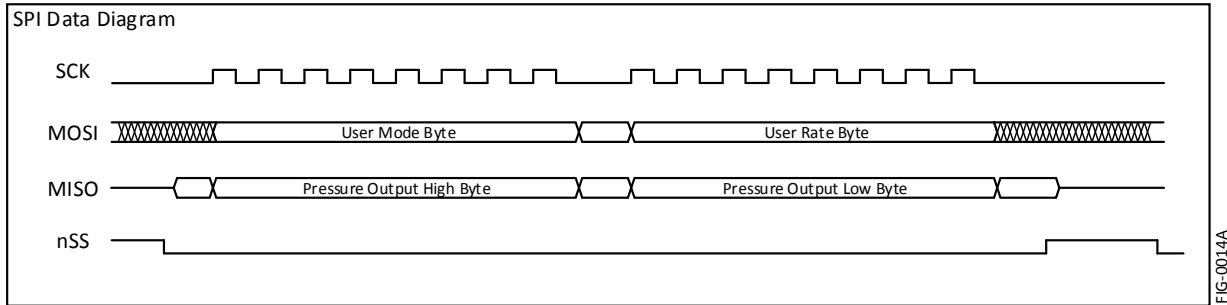 SPI Data Diagram
SCK
MOSI
User Mode Byte
User Rate Byte
MISO
Pressure Output High Byte
Pressure Output Low Byte
nSS
FIG-0014A